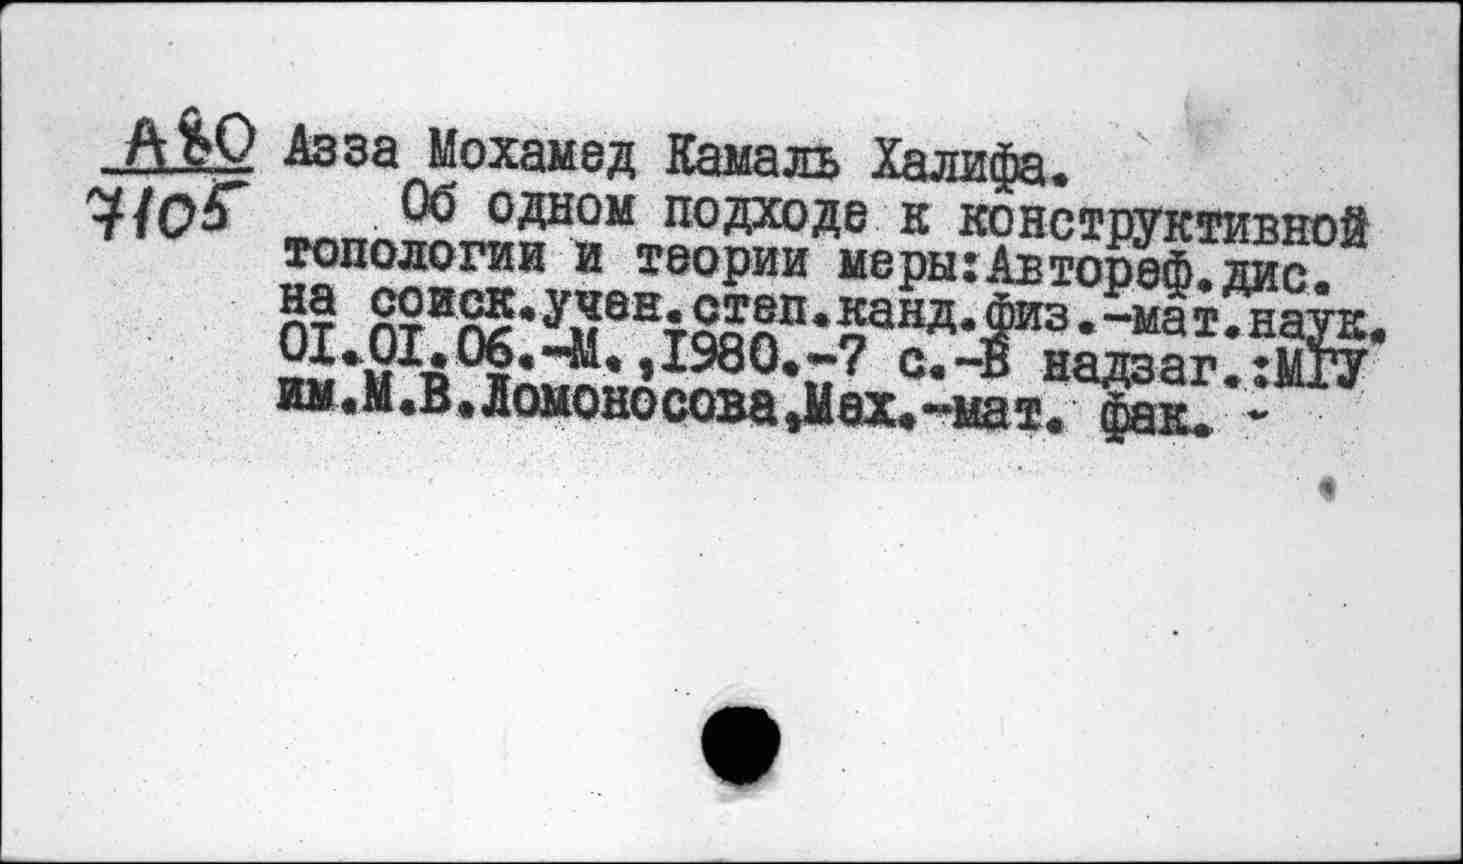 А80 Азза Мохамед Камаль Халифа.
7105 Об одном подходе к конструктивной
топологии и теории меры:Автореф.дис.
на соиск.учен.степ.канд.физ.-мат.наук.
01.01.06.-М.,1980.-7 с.-В надзаг.:МГУ
им.М.В.Ломоносова,Мех.-мат. фак. -